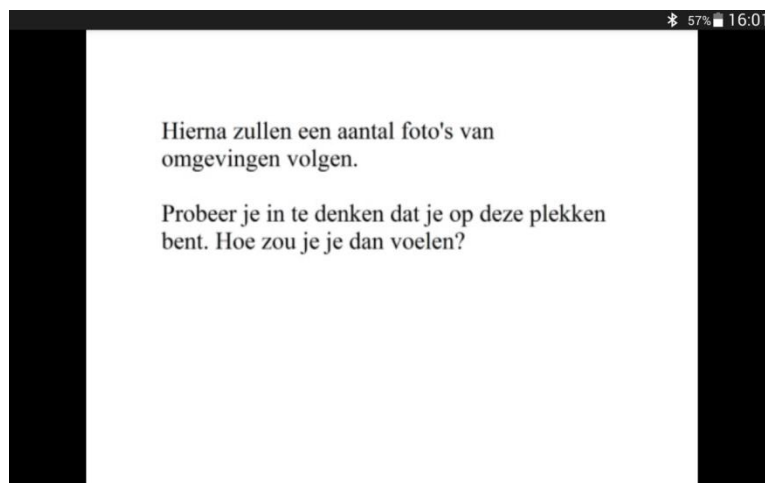 57% 16:01
Hierna zullen een aantal foto's van
omgevingen volgen.
Probeer je in te denken dat je op deze plekken
bent. Hoe zou je je dan voelen?